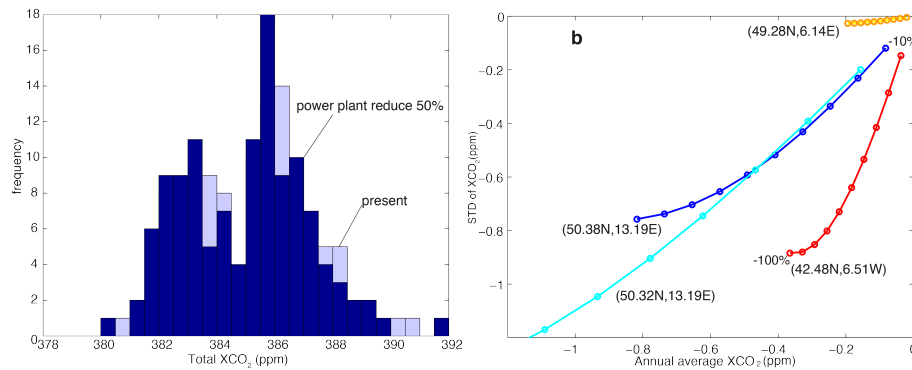 18
16
14
12
10
8
6
4
2
0
frequency
378
380
382
384
386
388
390
392
Total XCO2 (ppm)
power plant reduce 50%
present
b
0
−0.2
−0.4
−0.6
−0.8
−1
STD of XCO2(ppm)
−1
−0.8
−0.6
−0.4
−0.2
0
Annual average XCO2(ppm)
(49.28N,6.14E)
-10%
(50.38N,13.19E)
-100%
(42.48N,6.51W)
(50.32N,13.19E)